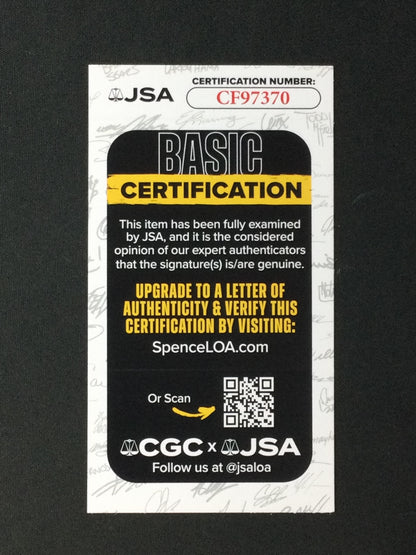 JSA
CERTIFICATION NUMBER:
CF97370
BASIC
CERTIFICATION
This item has been fully examined
by JSA, and it is the considered
opinion of our expert authenticators
that the signature(s) is/are genuine.
UPGRADE TO A LETTER OF
AUTHENTICITY & VERIFY THIS
CERTIFICATION BY VISITING:
SpenceLOA.com
Or Scan
CGC x JSA
Follow us at @jsaloa